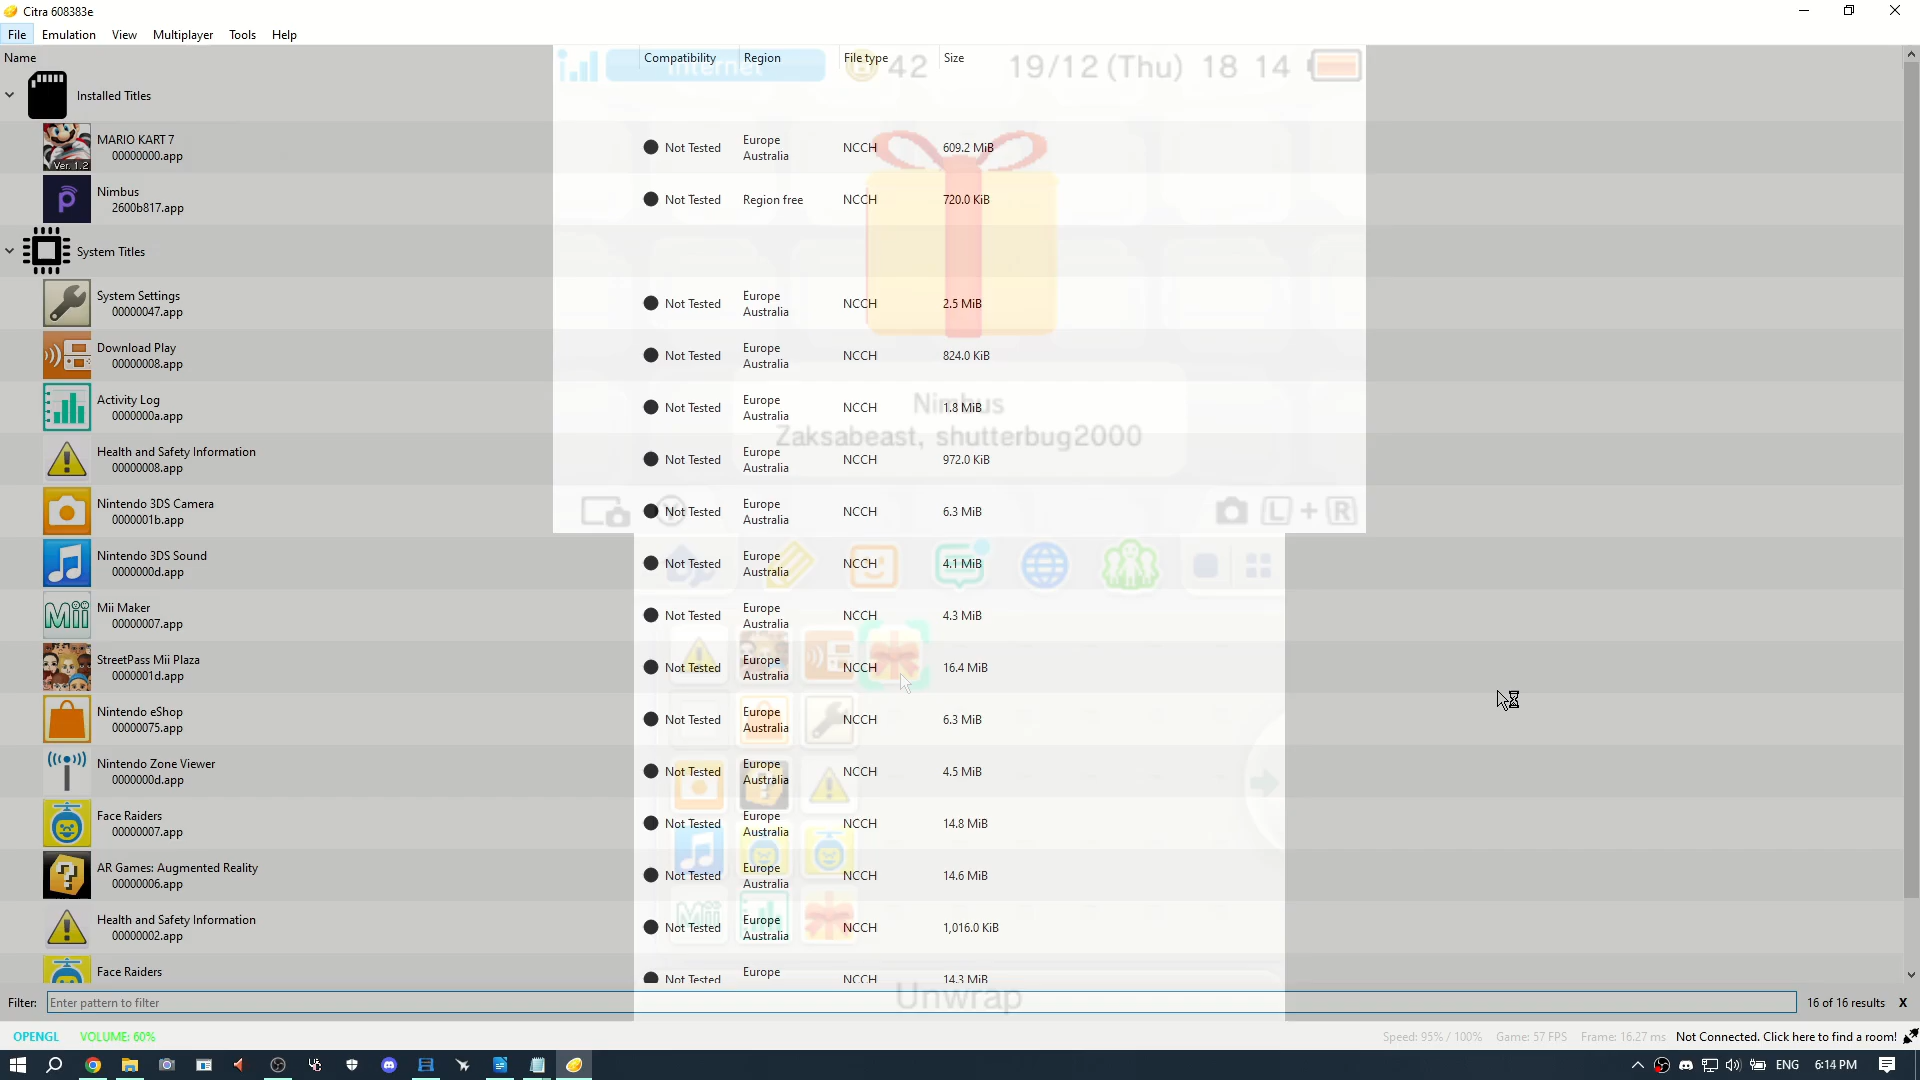 Citra 608383e
File Emulation View Multiplayer Tools Help
Name Compatibility Region File type Size
Internet 42 19/12 (Thu) 18 14
Installed Titles
MARIO KART 7
00000000.app
Ver. 1.2
Not Tested Europe Australia NCCH 609.2 MiB
Nimbus
2600b817.app
Not Tested Region free NCCH 720.0 KiB
System Titles
System Settings
00000047.app
Not Tested Europe Australia NCCH 2.5 MiB
Download Play
00000008.app
Not Tested Europe Australia NCCH 824.0 KiB
Activity Log
0000000a.app
Not Tested Europe Australia NCCH 1.8 MiB
Nimbus
Zaksabeast, shutterbug2000
Health and Safety Information
00000008.app
Not Tested Europe Australia NCCH 972.0 KiB
Nintendo 3DS Camera
0000001b.app
Not Tested Europe Australia NCCH 6.3 MiB
Y L + R
Nintendo 3DS Sound
0000000d.app
Not Tested Europe Australia NCCH 4.1 MiB
Mii Maker
00000007.app
Mii
Not Tested Europe Australia NCCH 4.3 MiB
StreetPass Mii Plaza
0000001d.app
Not Tested Europe Australia NCCH 16.4 MiB
Nintendo eShop
00000075.app
Not Tested Europe Australia NCCH 6.3 MiB
Nintendo Zone Viewer
0000000d.app
Not Tested Europe Australia NCCH 4.5 MiB
Face Raiders
00000007.app
Not Tested Europe Australia NCCH 14.8 MiB
AR Games: Augmented Reality
00000006.app
Not Tested Europe Australia NCCH 14.6 MiB
Health and Safety Information
00000002.app
Mii
Not Tested Europe Australia NCCH 1,016.0 KiB
Face Raiders
Not Tested Europe NCCH 14.3 MiB
Unwrap
Filter: Enter pattern to filter 16 of 16 results X
OPENGL VOLUME: 60% Speed: 95% / 100% Game: 57 FPS Frame: 16.27 ms Not Connected. Click here to find a room!
ENG 6:14 PM